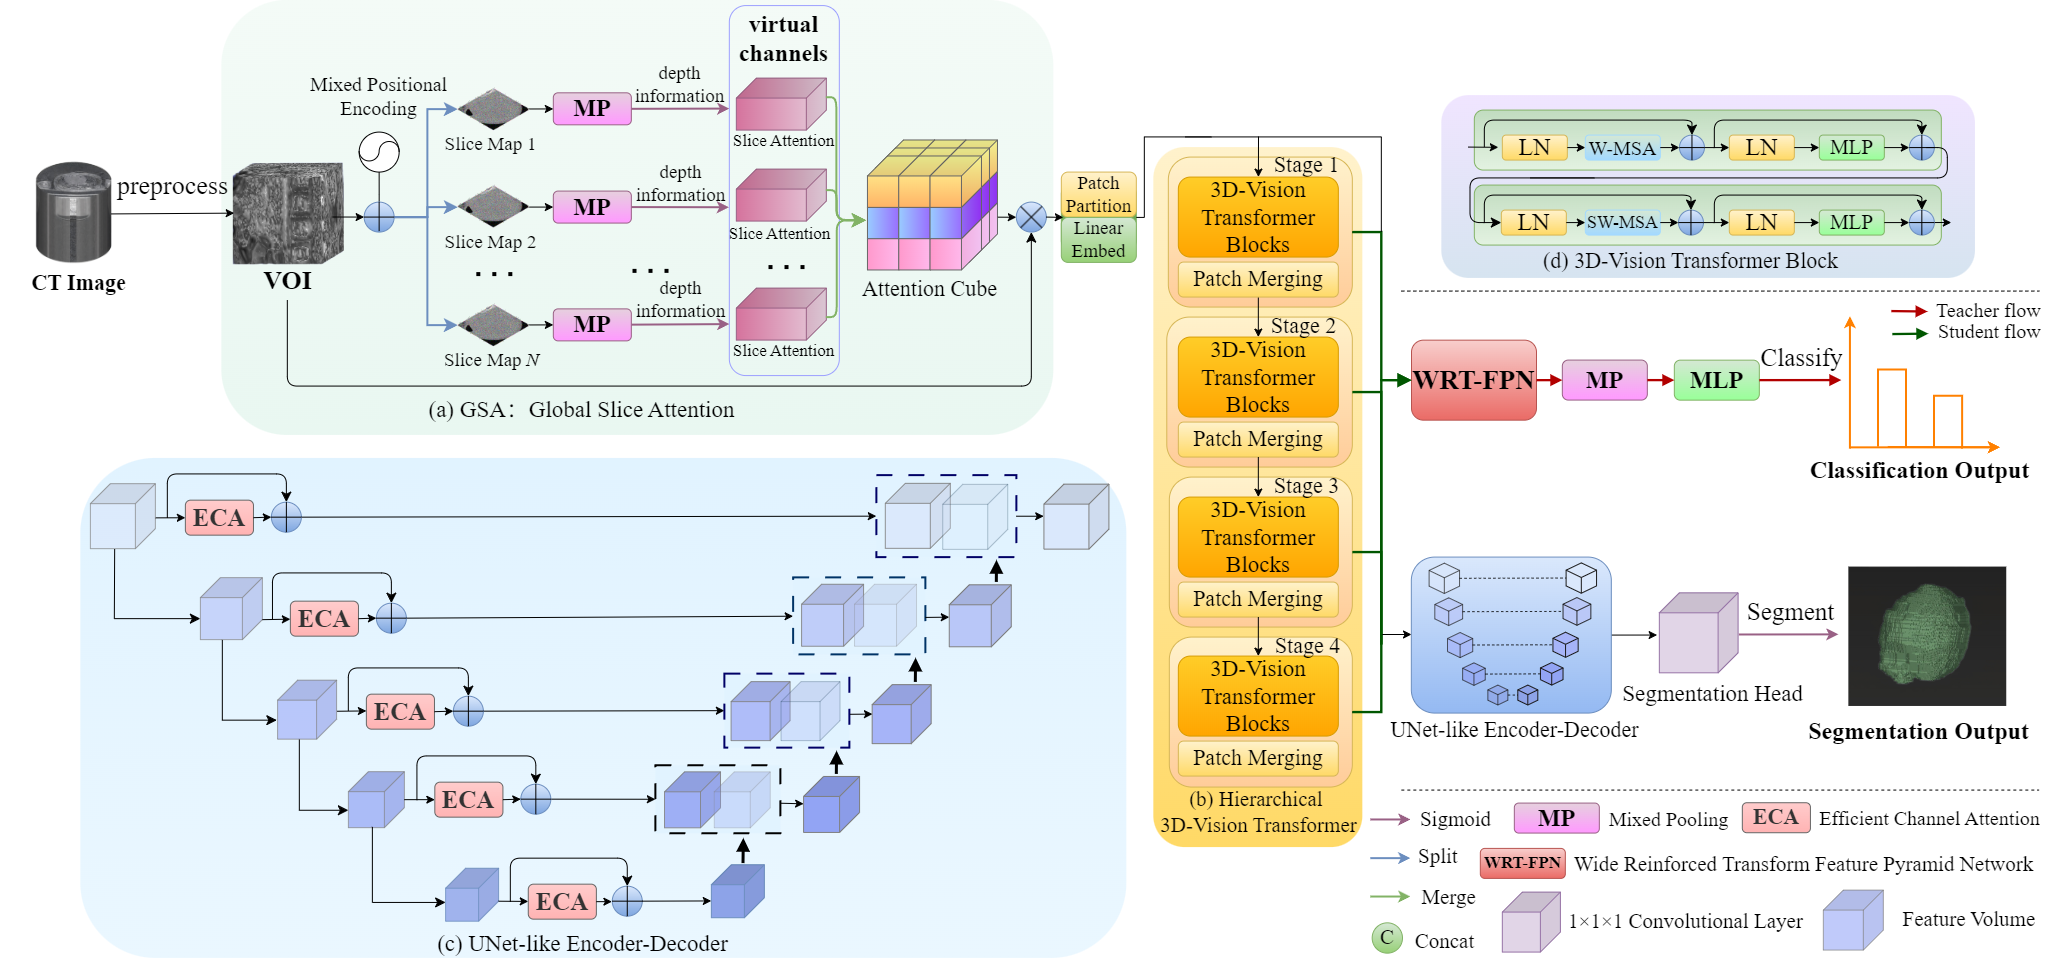 CT Image
preprocess
VOI
Mixed Positional
Encoding
Slice Map 1
MP
depth
information
virtual
channels
Slice Attention
Slice Map 2
MP
depth
information
Slice Attention
. . .
. . .
. . .
Slice Map N
MP
depth
information
Slice Attention
Attention Cube
(a) GSA: Global Slice Attention
Patch
Partition
Linear
Embed
Stage 1
3D-Vision
Transformer
Blocks
Patch Merging
Stage 2
3D-Vision
Transformer
Blocks
Patch Merging
Stage 3
3D-Vision
Transformer
Blocks
Patch Merging
Stage 4
3D-Vision
Transformer
Blocks
Patch Merging
(b) Hierarchical
3D-Vision Transformer
LN
W-MSA
LN
MLP
LN
SW-MSA
LN
MLP
(d) 3D-Vision Transformer Block
Teacher flow
Student flow
WRT-FPN
MP
MLP
Classify
Classification Output
UNet-like Encoder-Decoder
Segmentation Head
Segment
Segmentation Output
ECA
ECA
ECA
ECA
ECA
(c) UNet-like Encoder-Decoder
Sigmoid
MP
Mixed Pooling
ECA
Efficient Channel Attention
Split
WRT-FPN
Wide Reinforced Transform Feature Pyramid Network
Merge
C
Concat
1×1×1 Convolutional Layer
Feature Volume